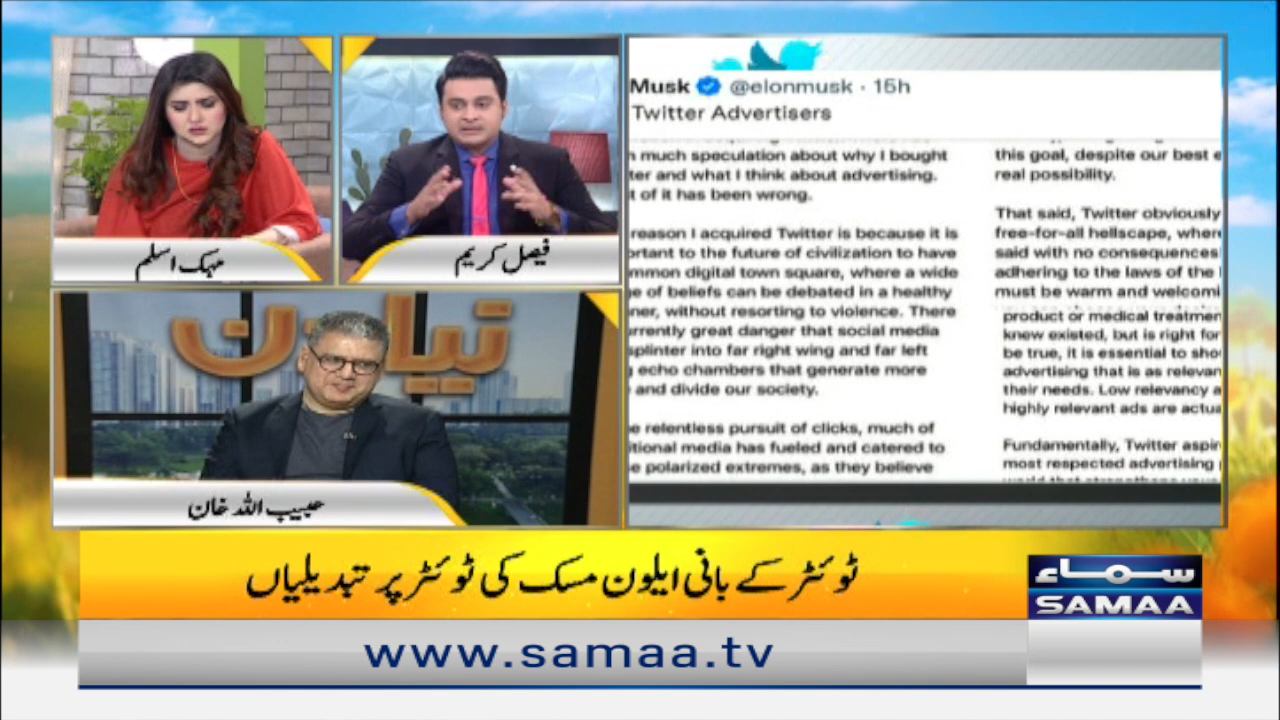 مہک اسلم
فیصل کریم
نیا دن
حبیب اللہ خان
Musk @elonmusk · 15h
Twitter Advertisers
much speculation about why I bought
and what I think about advertising.
of it has been wrong.
reason I acquired Twitter is because it is
to the future of civilization to have
digital town square, where a wide
of beliefs can be debated in a healthy
without resorting to violence. There
great danger that social media
splinter into far right wing and far left
echo chambers that generate more
and divide our society.
relentless pursuit of clicks, much of
media has fueled and catered to
polarized extremes, as they believe
this goal, despite our best e
real possibility.
That said, Twitter obviously
free-for-all hellscape, where
said with no consequences
adhering to the laws of the
must be warm and welcomi
product or medical treatmen
knew existed, but is right for
be true, it is essential to sho
advertising that is as relevan
their needs. Low relevancy a
highly relevant ads are actua
Fundamentally, Twitter aspir
most respected advertising
ٹوئٹر کے بانی ایلون مسک کی ٹوئٹر پر تبدیلیاں
سماء
SAMAA
www.samaa.tv